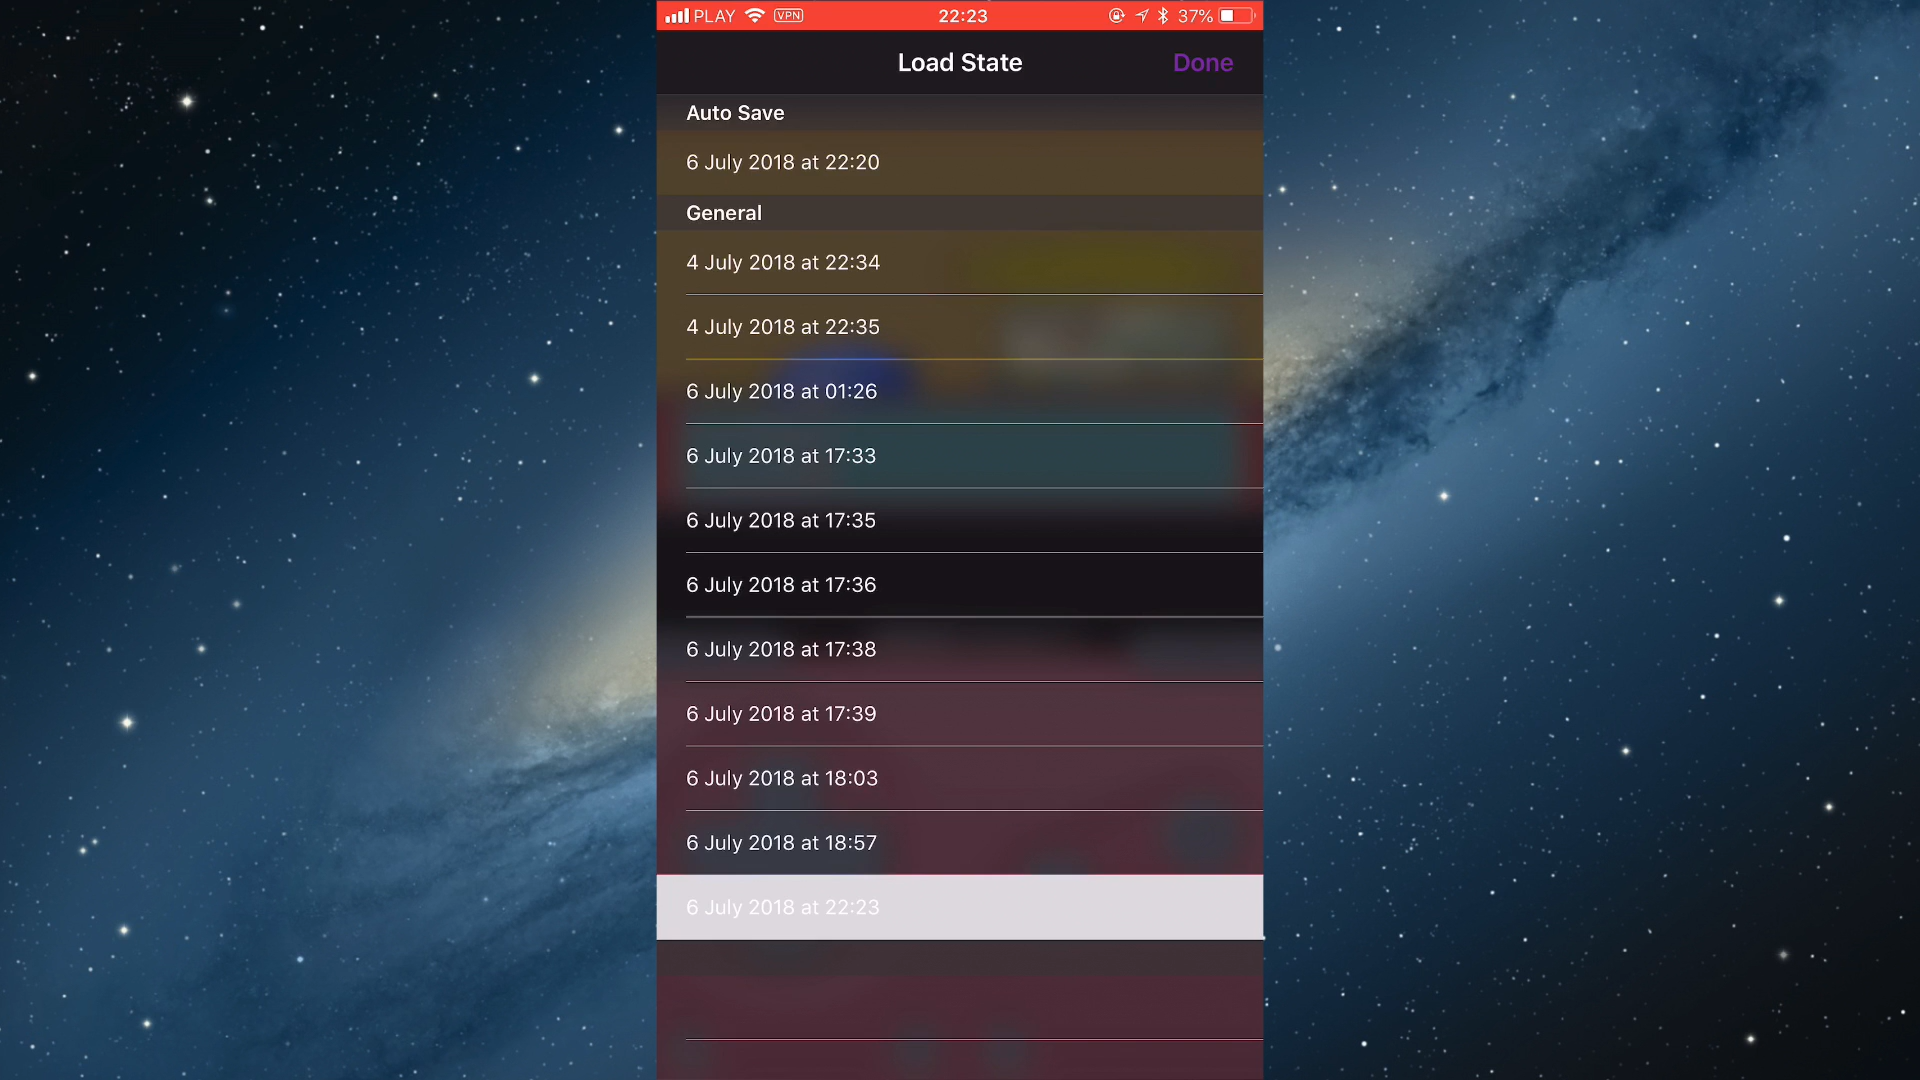 PLAY VPN 22:23 37%
Load State Done
Auto Save
6 July 2018 at 22:20
General
4 July 2018 at 22:34
4 July 2018 at 22:35
6 July 2018 at 01:26
6 July 2018 at 17:33
6 July 2018 at 17:35
6 July 2018 at 17:36
6 July 2018 at 17:38
6 July 2018 at 17:39
6 July 2018 at 18:03
6 July 2018 at 18:57
6 July 2018 at 22:23